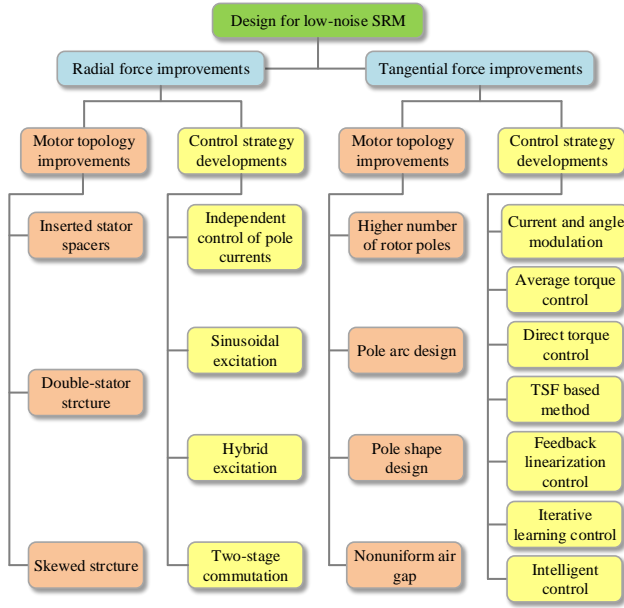 Design for low-noise SRM
Radial force improvements
Tangential force improvements
Motor topology
improvements
Control strategy
developments
Motor topology
improvements
Control strategy
developments
Inserted stator
spacers
Double-stator
strcture
Skewed strcture
Independent
control of pole
currents
Sinusoidal
excitation
Hybrid
excitation
Two-stage
commutation
Higher number
of rotor poles
Pole arc design
Pole shape
design
Nonuniform air
gap
Current and angle
modulation
Average torque
control
Direct torque
control
TSF based
method
Feedback
linearization
control
Iterative
learning control
Intelligent
control